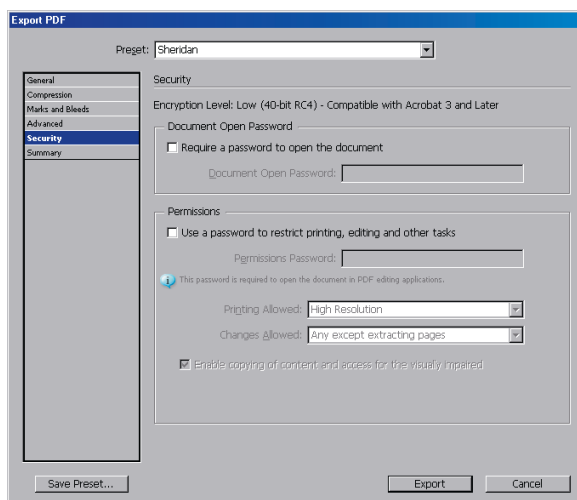 Export PDF
Preset: Sheridan
General
Compression
Marks and Bleeds
Advanced
Security
Summary
Security
Encryption Level: Low (40-bit RC4) - Compatible with Acrobat 3 and Later
Document Open Password
Require a password to open the document
Document Open Password:
Permissions
Use a password to restrict printing, editing and other tasks
Permissions Password:
This password is required to open the document in PDF editing applications.
Printing Allowed: High Resolution
Changes Allowed: Any except extracting pages
Enable copying of content and access for the visually impaired
Save Preset... Export Cancel